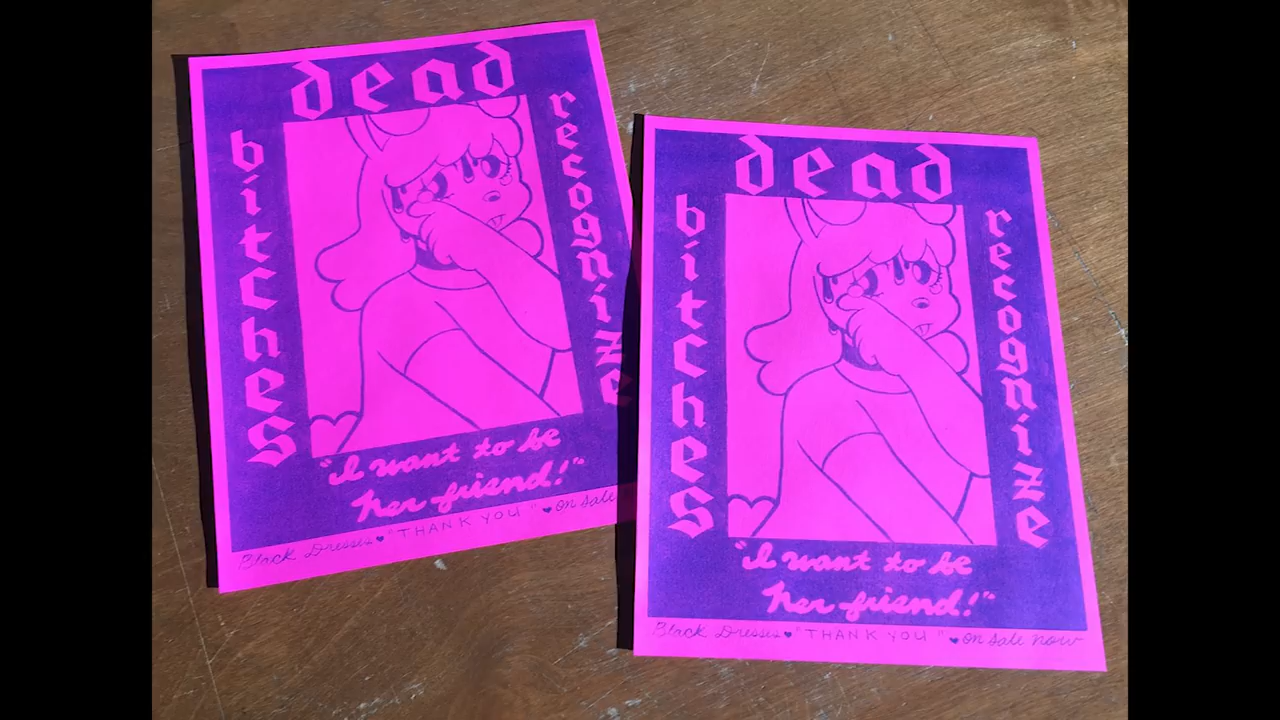 dead
bitches
recognize
"I want to be
her friend!"
Black Dresses ♥ "THANK YOU" ♥ on sale
dead
bitches
recognize
"I want to be
her friend!"
Black Dresses ♥ "THANK YOU" ♥ on sale now